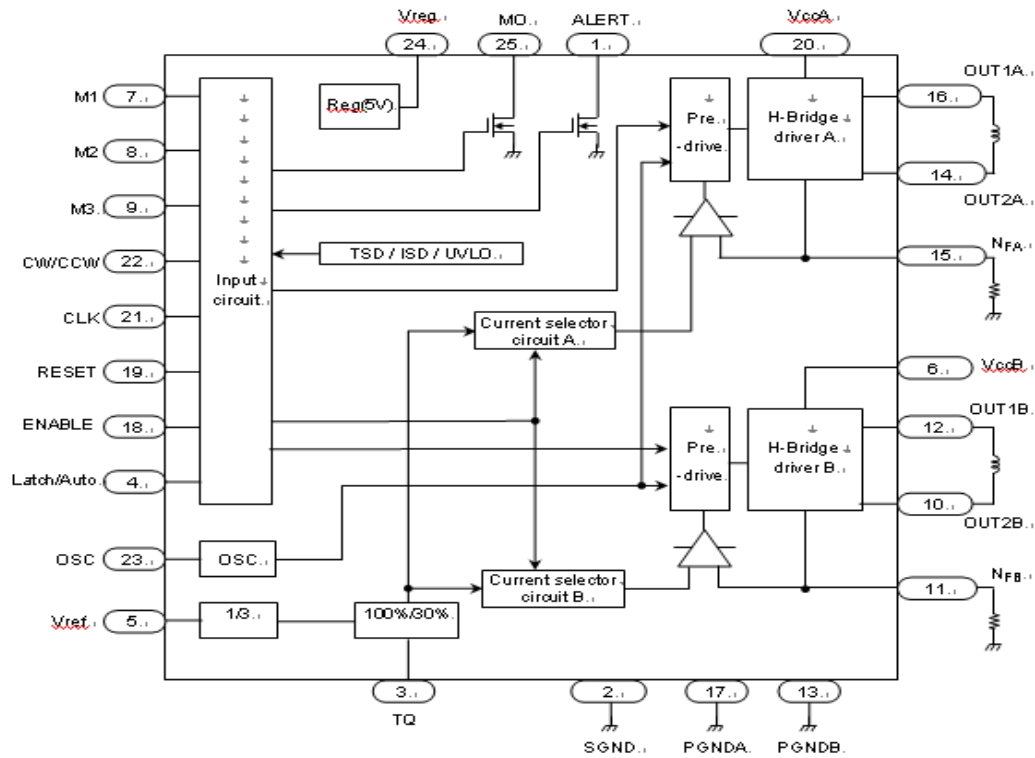 Vreg MO ALERT VccA
24 25 1 20
OUT1A
M1 7
16
Reg(5V)
Pre
-drive
H-Bridge
driver A
M2 8
14
OUT2A
M3 9
TSD / ISD / UVLO
NFA
15
CW/CCW 22
Input
circuit
CLK 21
Current selector
circuit A
RESET 19
6 VccB
OUT1B
ENABLE 18
12
Pre
-drive
H-Bridge
driver B
Latch/Auto 4
10
OUT2B
OSC 23 OSC
Current selector
circuit B
NFB
11
Vref 5 1/3 100%/30%
3 2 17 13
TQ
SGND PGNDA PGNDB